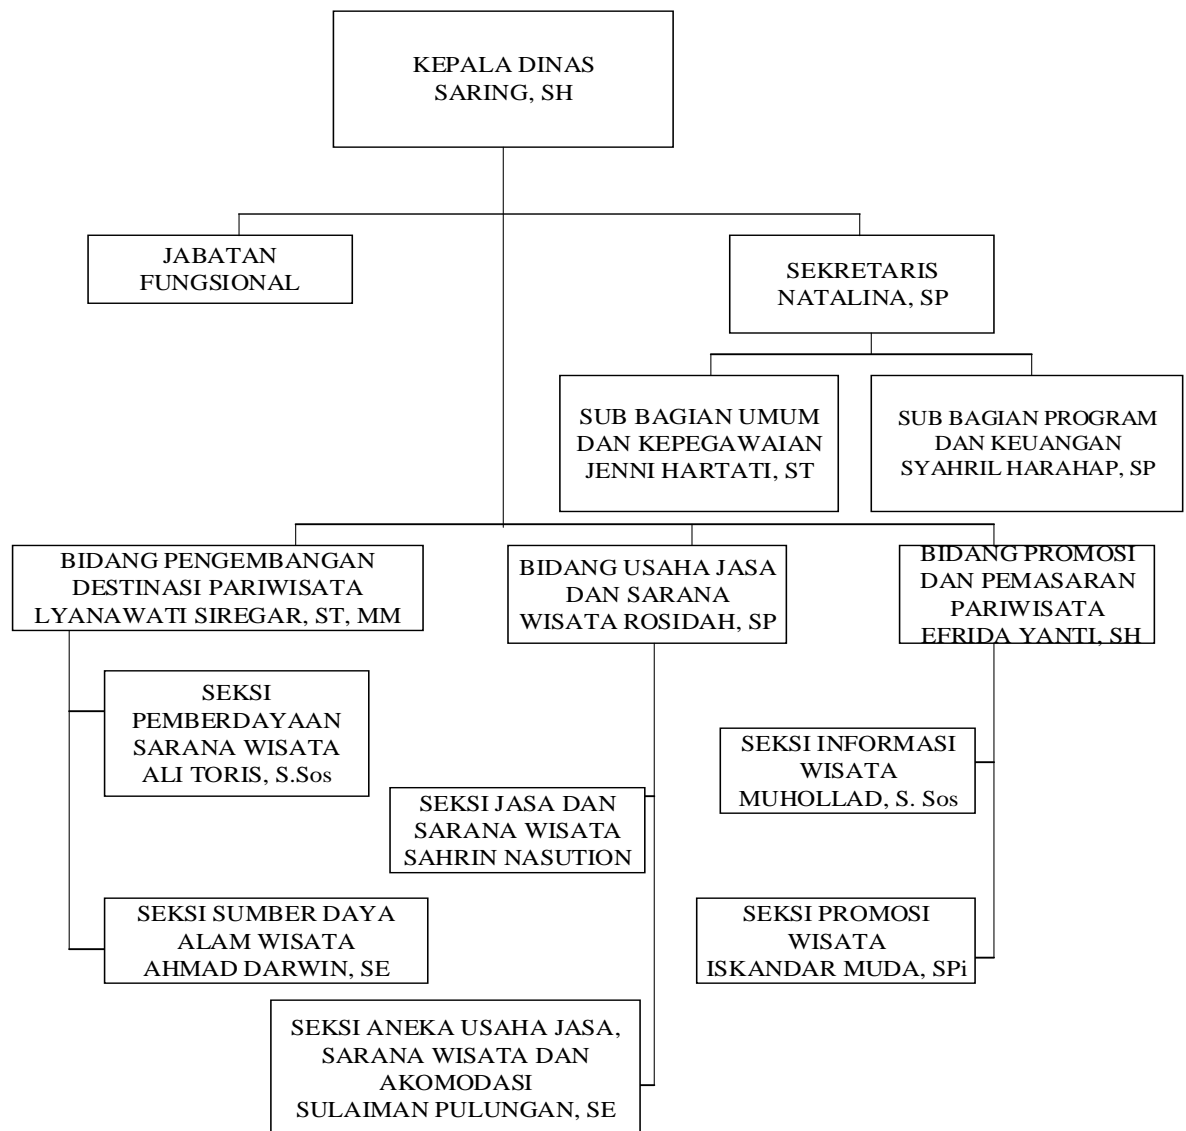 KEPALA DINAS
SARING, SH
JABATAN
FUNGSIONAL
SEKRETARIS
NATALINA, SP
SUB BAGIAN UMUM
DAN KEPEGAWAIAN
JENNI HARTATI, ST
SUB BAGIAN PROGRAM
DAN KEUANGAN
SYAHRIL HARAHAP, SP
BIDANG PENGEMBANGAN
DESTINASI PARIWISATA
LYANAWATI SIREGAR, ST, MM
BIDANG USAHA JASA
DAN SARANA
WISATA ROSIDAH, SP
BIDANG PROMOSI
DAN PEMASARAN
PARIWISATA
EFRIDA YANTI, SH
SEKSI
PEMBERDAYAAN
SARANA WISATA
ALI TORIS, S.Sos
SEKSI INFORMASI
WISATA
MUHOLLAD, S. Sos
SEKSI JASA DAN
SARANA WISATA
SAHRIN NASUTION
SEKSI SUMBER DAYA
ALAM WISATA
AHMAD DARWIN, SE
SEKSI PROMOSI
WISATA
ISKANDAR MUDA, SPi
SEKSI ANEKA USAHA JASA,
SARANA WISATA DAN
AKOMODASI
SULAIMAN PULUNGAN, SE